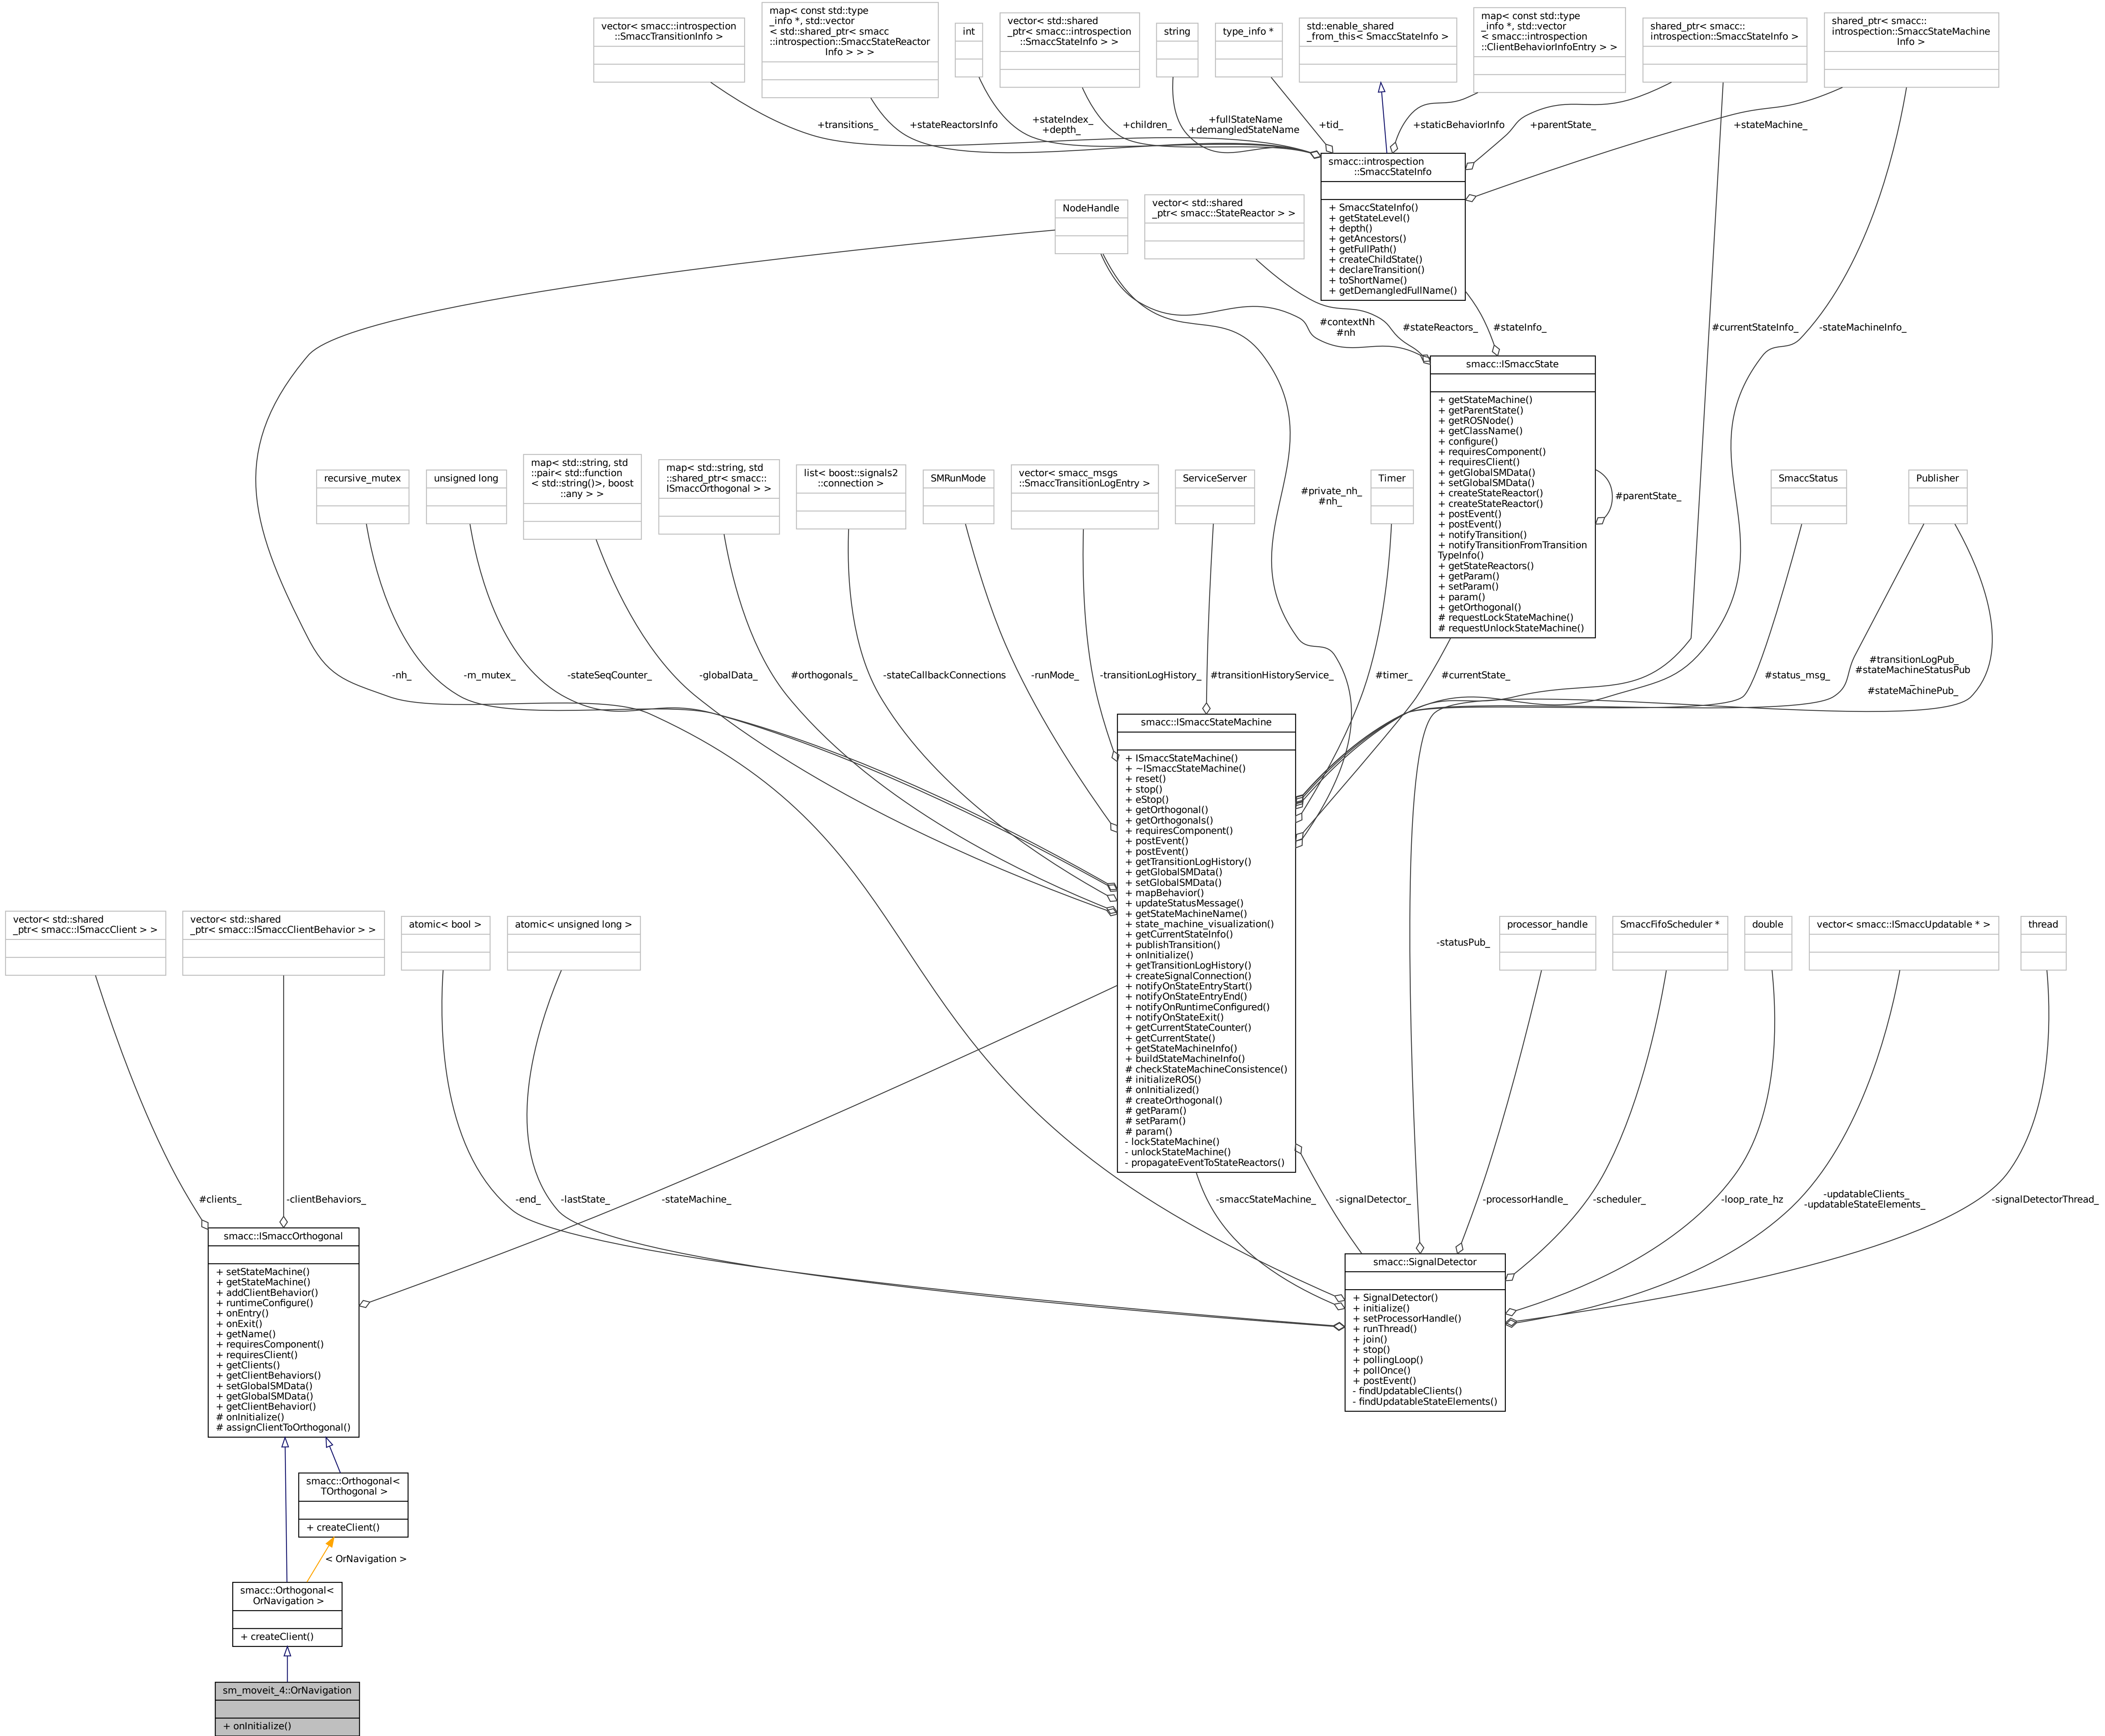 vector< smacc::introspection
::SmaccTransitionInfo >
map< const std::type
_info *, std::vector
< std::shared_ptr< smacc
::introspection::SmaccStateReactor
Info > > >
int
vector< std::shared
_ptr< smacc::introspection
::SmaccStateInfo > >
string
type_info *
std::enable_shared
_from_this< SmaccStateInfo >
map< const std::type
_info *, std::vector
< smacc::introspection
::ClientBehaviorInfoEntry > >
shared_ptr< smacc::
introspection::SmaccStateInfo >
shared_ptr< smacc::
introspection::SmaccStateMachine
Info >
+transitions_
+stateReactorsInfo
+stateIndex_
+depth_
+children_
+fullStateName
+demangledStateName
+tid_
+staticBehaviorInfo
+parentState_
+stateMachine_
smacc::introspection
::SmaccStateInfo
+ SmaccStateInfo()
+ getStateLevel()
+ depth()
+ getAncestors()
+ getFullPath()
+ createChildState()
+ declareTransition()
+ toShortName()
+ getDemangledFullName()
NodeHandle
vector< std::shared
_ptr< smacc::StateReactor > >
#contextNh
#nh
#stateReactors_
#stateInfo_
#currentStateInfo_
-stateMachineInfo_
smacc::ISmaccState
+ getStateMachine()
+ getParentState()
+ getROSNode()
+ getClassName()
+ configure()
+ requiresComponent()
+ requiresClient()
+ getGlobalSMData()
+ setGlobalSMData()
+ createStateReactor()
+ createStateReactor()
+ postEvent()
+ postEvent()
+ notifyTransition()
+ notifyTransitionFromTransition
TypeInfo()
+ getStateReactors()
+ getParam()
+ setParam()
+ param()
+ getOrthogonal()
# requestLockStateMachine()
# requestUnlockStateMachine()
#parentState_
recursive_mutex
unsigned long
map< std::string, std
::pair< std::function
< std::string()>, boost
::any > >
map< std::string, std
::shared_ptr< smacc::
ISmaccOrthogonal > >
list< boost::signals2
::connection >
SMRunMode
vector< smacc_msgs
::SmaccTransitionLogEntry >
ServiceServer
#private_nh_
#nh_
Timer
SmaccStatus
Publisher
-nh_
-m_mutex_
-stateSeqCounter_
-globalData_
#orthogonals_
-stateCallbackConnections
-runMode_
-transitionLogHistory_
#transitionHistoryService_
#timer_
#currentState_
#status_msg_
#transitionLogPub_
#stateMachineStatusPub
_
#stateMachinePub_
smacc::ISmaccStateMachine
+ ISmaccStateMachine()
+ ~ISmaccStateMachine()
+ reset()
+ stop()
+ eStop()
+ getOrthogonal()
+ getOrthogonals()
+ requiresComponent()
+ postEvent()
+ postEvent()
+ getTransitionLogHistory()
+ getGlobalSMData()
+ setGlobalSMData()
+ mapBehavior()
+ updateStatusMessage()
+ getStateMachineName()
+ state_machine_visualization()
+ getCurrentStateInfo()
+ publishTransition()
+ onInitialize()
+ getTransitionLogHistory()
+ createSignalConnection()
+ notifyOnStateEntryStart()
+ notifyOnStateEntryEnd()
+ notifyOnRuntimeConfigured()
+ notifyOnStateExit()
+ getCurrentStateCounter()
+ getCurrentState()
+ getStateMachineInfo()
+ buildStateMachineInfo()
# checkStateMachineConsistence()
# initializeROS()
# onInitialized()
# createOrthogonal()
# getParam()
# setParam()
# param()
- lockStateMachine()
- unlockStateMachine()
- propagateEventToStateReactors()
vector< std::shared
_ptr< smacc::ISmaccClient > >
vector< std::shared
_ptr< smacc::ISmaccClientBehavior > >
atomic< bool >
atomic< unsigned long >
-statusPub_
processor_handle
SmaccFifoScheduler *
double
vector< smacc::ISmaccUpdatable * >
thread
#clients_
-clientBehaviors_
-end_
-lastState_
-stateMachine_
-smaccStateMachine_
-signalDetector_
-processorHandle_
-scheduler_
-loop_rate_hz
-updatableClients_
-updatableStateElements_
-signalDetectorThread_
smacc::ISmaccOrthogonal
+ setStateMachine()
+ getStateMachine()
+ addClientBehavior()
+ runtimeConfigure()
+ onEntry()
+ onExit()
+ getName()
+ requiresComponent()
+ requiresClient()
+ getClients()
+ getClientBehaviors()
+ setGlobalSMData()
+ getGlobalSMData()
+ getClientBehavior()
# onInitialize()
# assignClientToOrthogonal()
smacc::SignalDetector
+ SignalDetector()
+ initialize()
+ setProcessorHandle()
+ runThread()
+ join()
+ stop()
+ pollingLoop()
+ pollOnce()
+ postEvent()
- findUpdatableClients()
- findUpdatableStateElements()
smacc::Orthogonal<
TOrthogonal >
+ createClient()
< OrNavigation >
smacc::Orthogonal<
OrNavigation >
+ createClient()
sm_moveit_4::OrNavigation
+ onInitialize()